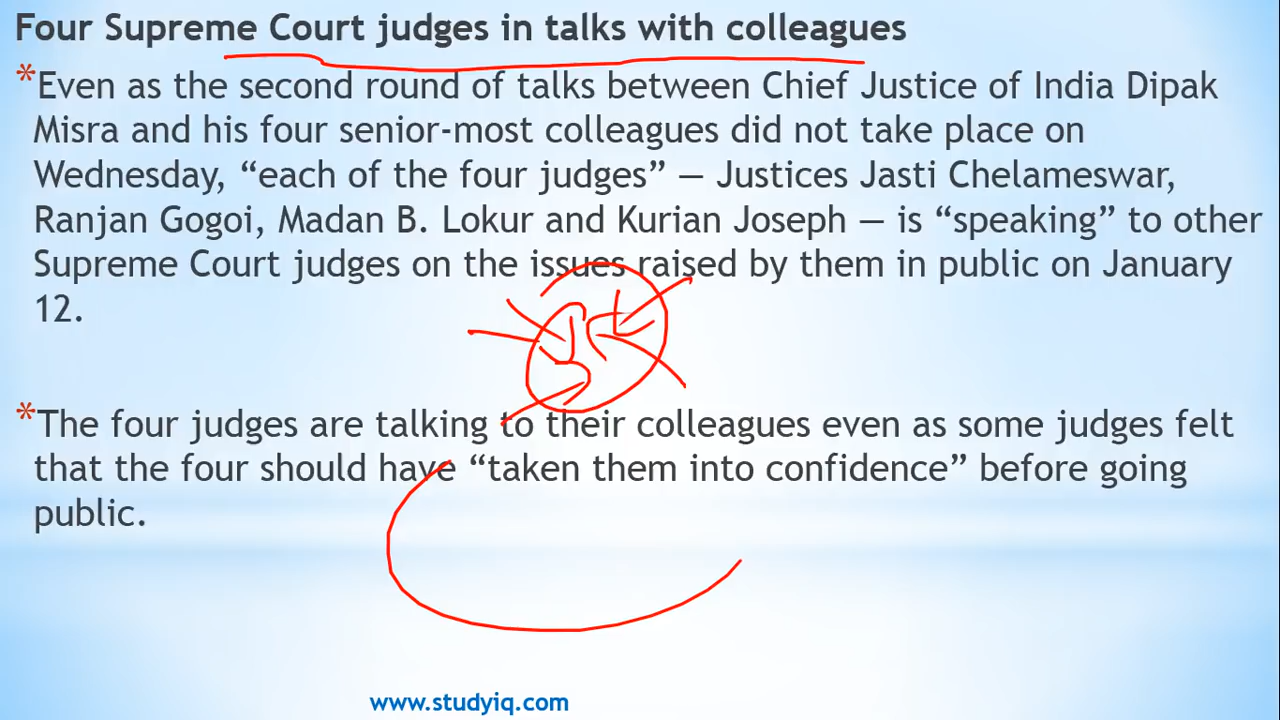 Four Supreme Court judges in talks with colleagues
*Even as the second round of talks between Chief Justice of India Dipak
Misra and his four senior-most colleagues did not take place on
Wednesday, “each of the four judges” — Justices Jasti Chelameswar,
Ranjan Gogoi, Madan B. Lokur and Kurian Joseph — is “speaking” to other
Supreme Court judges on the issues raised by them in public on January
12.
*The four judges are talking to their colleagues even as some judges felt
that the four should have “taken them into confidence” before going
public.
www.studyiq.com